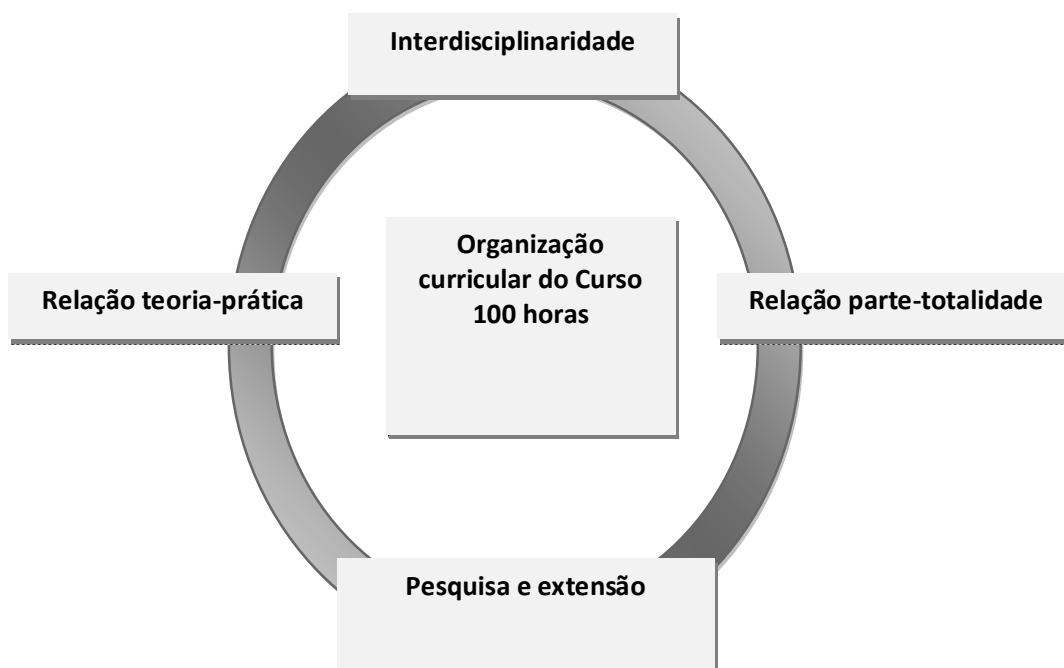 Interdisciplinaridade
Organização
curricular do Curso
100 horas
Relação teoria-prática
Relação parte-totalidade
Pesquisa e extensão